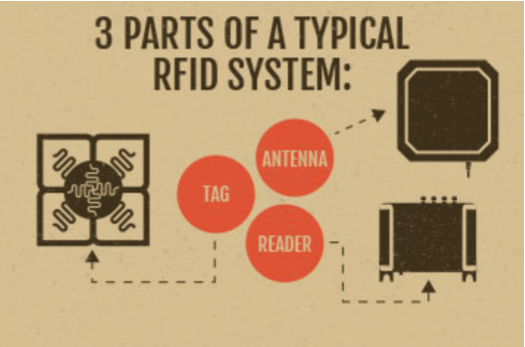 3 PARTS OF A TYPICAL
RFID SYSTEM:
ANTENNA
TAG
READER